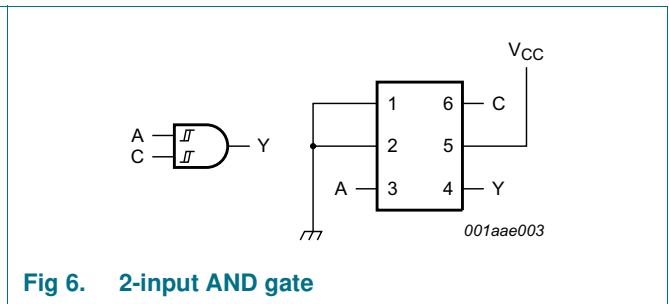 VCC
A
C
Y
1 6 C
2 5
A 3 4 Y
001aae003
Fig 6. 2-input AND gate